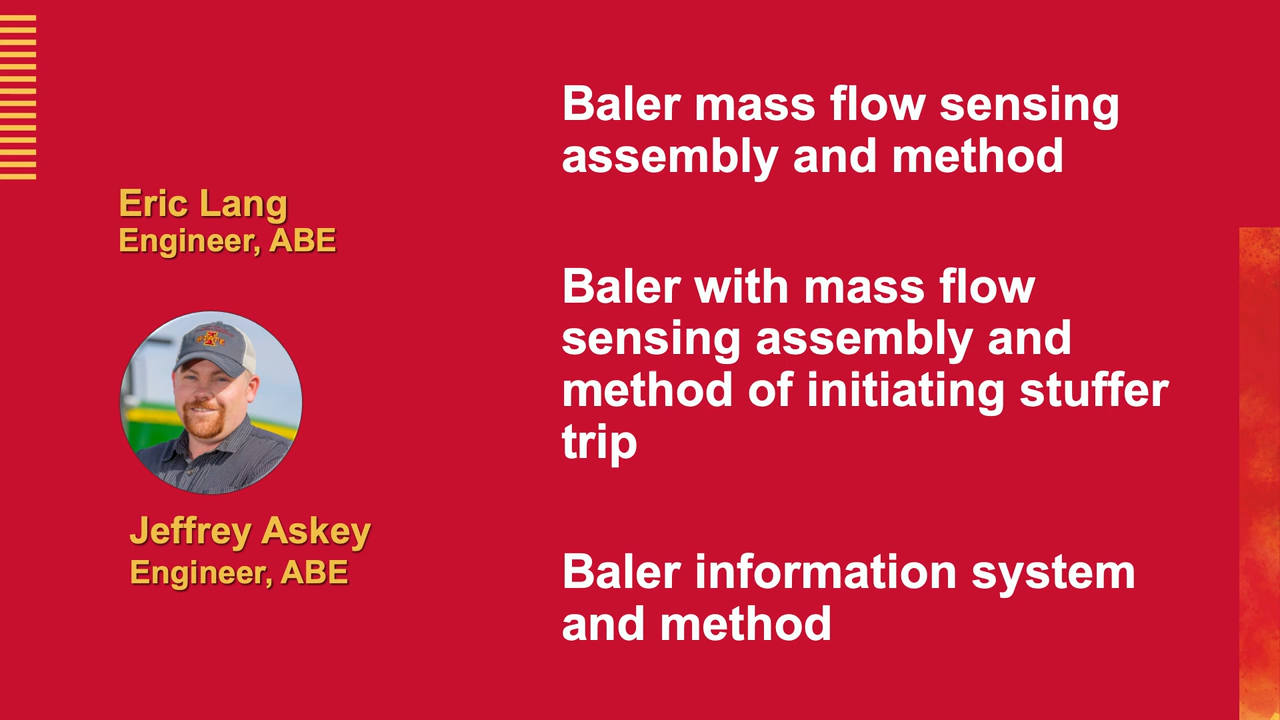 Eric Lang
Engineer, ABE
STATE
Jeffrey Askey
Engineer, ABE
Baler mass flow sensing
assembly and method
Baler with mass flow
sensing assembly and
method of initiating stuffer
trip
Baler information system
and method